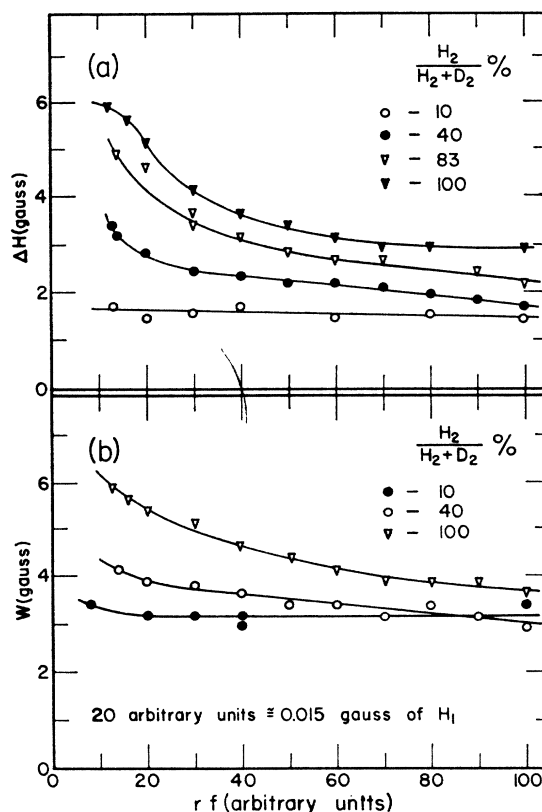 (a)
H2
H2+D2 %
○ - 10
● - 40
▽ - 83
▼ - 100
6
4
2
0
ΔH(gauss)
(b)
H2
H2+D2 %
● - 10
○ - 40
▽ - 100
6
4
2
0
W(gauss)
20 arbitrary units ≅ 0.015 gauss of H1
0 20 40 60 80 100
rf(arbitrary unitts)